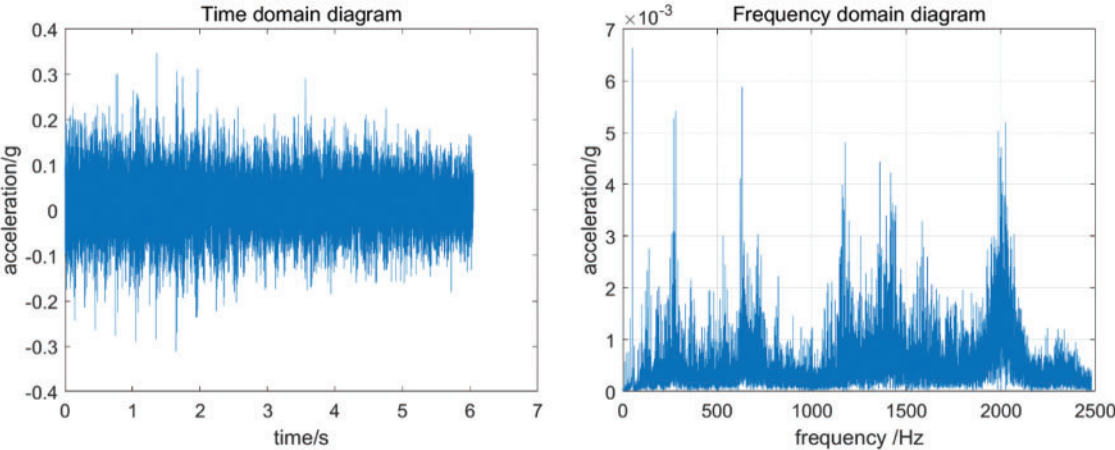 Time domain diagram
0.4
0.3
0.2
0.1
0
-0.1
-0.2
-0.3
-0.4
acceleration/g
0 1 2 3 4 5 6 7
time/s
Frequency domain diagram
×10⁻³
7
6
5
4
3
2
1
0
acceleration/g
0 500 1000 1500 2000 2500
frequency /Hz